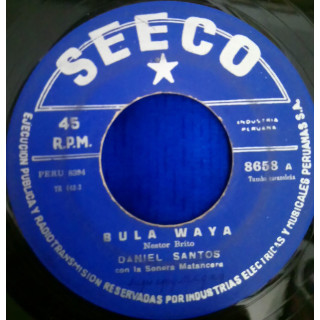 SEECO
45
R.P.M.
INDUSTRIA
PERUANA
PERU 8594
8658 A
BULA WAYA
Nestor Brito
DANIEL SANTOS
con la Sonora Matancera
EJECUCION PUBLICA Y RADIOTRANSMISION RESERVADAS POR INDUSTRIAS ELECTRICAS Y MUSICALES PERUANAS S.A.